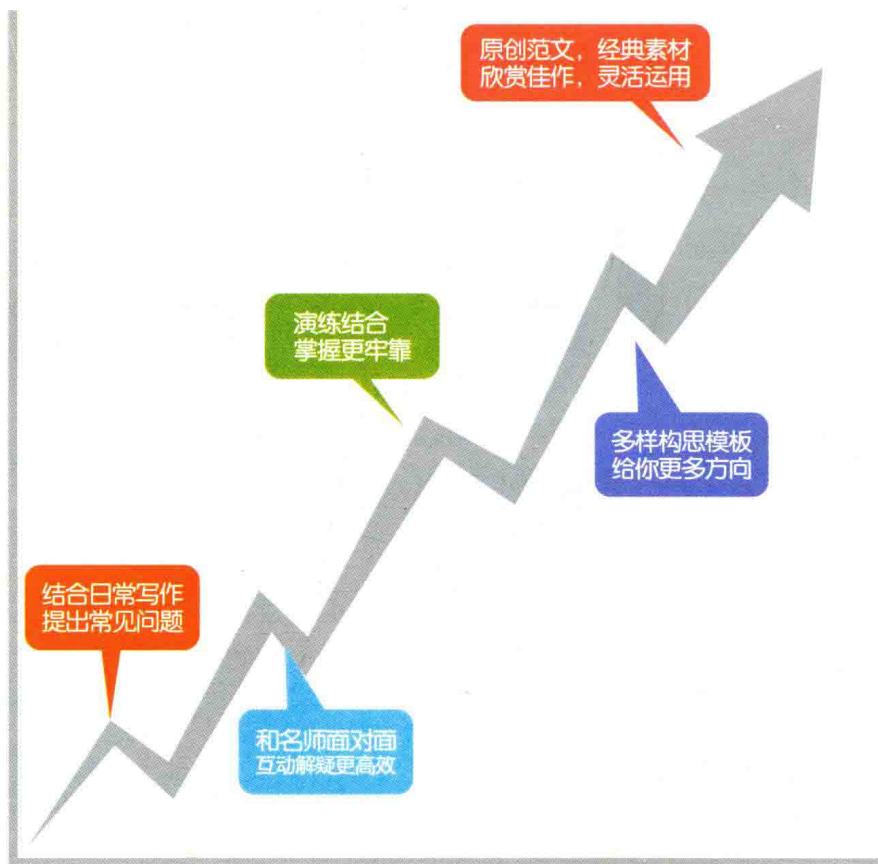 原创范文，经典素材
欣赏佳作，灵活运用
演练结合
掌握更牢靠
多样构思模板
给你更多方向
结合日常写作
提出常见问题
和名师面对面
互动解疑更高效